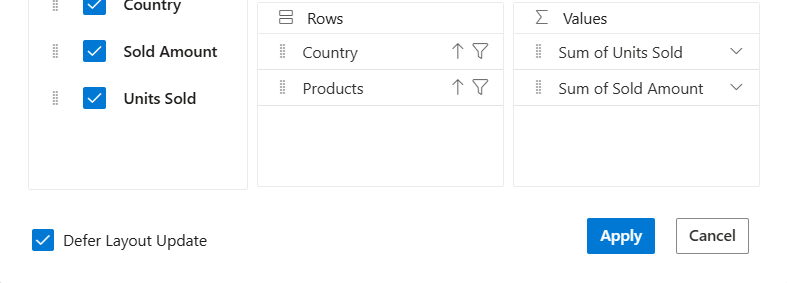 Country
Sold Amount
Units Sold
Rows
Country
Products
Values
Sum of Units Sold
Sum of Sold Amount
Defer Layout Update
Apply
Cancel